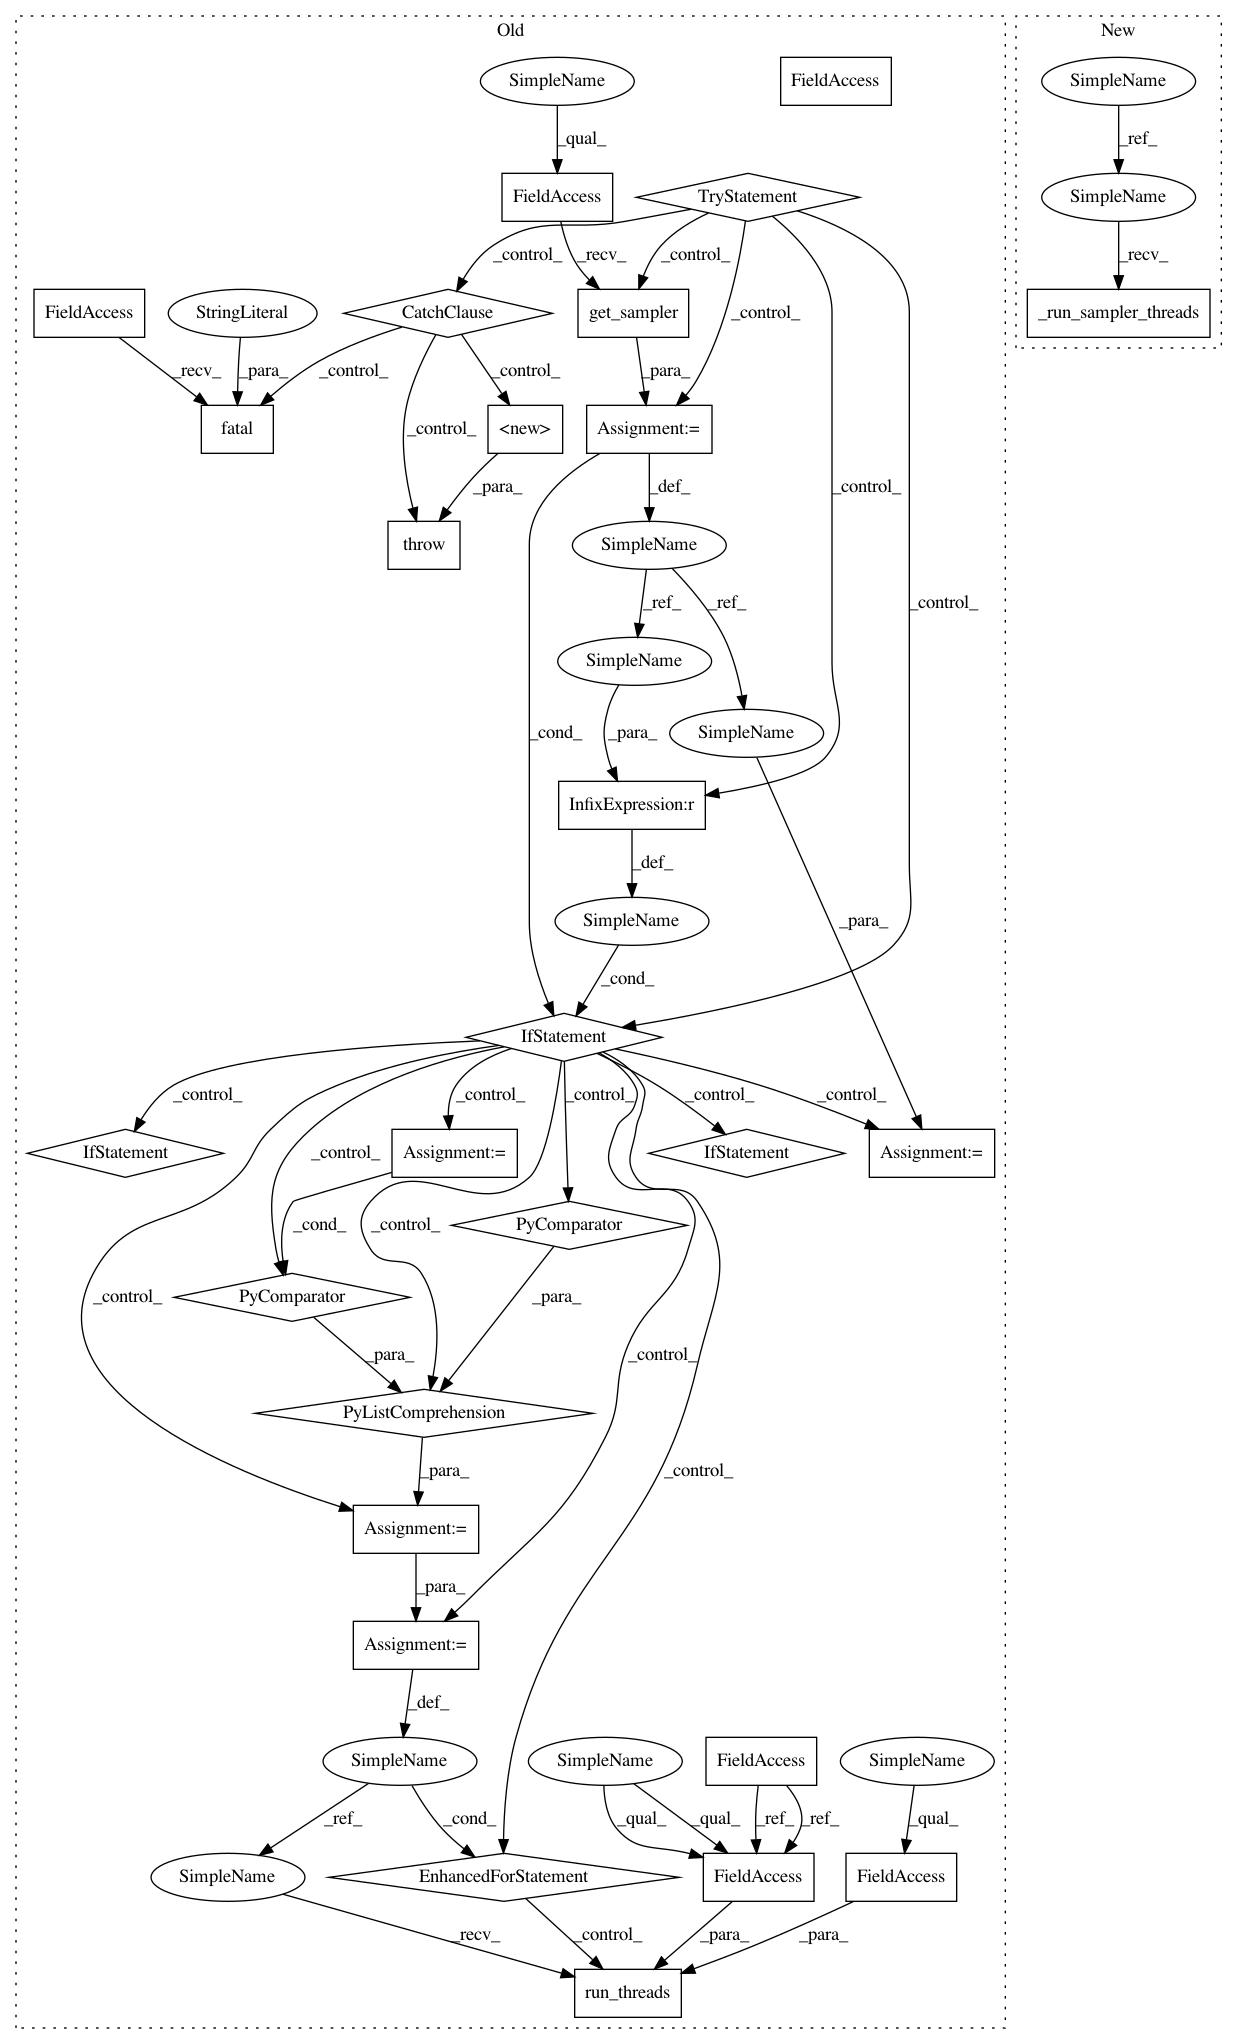 Old
New
SimpleName
FieldAccess
SimpleName
_qual_
_ref_
FieldAccess
TryStatement
SimpleName
_control_
_recv_
_control_
_recv_
FieldAccess
StringLiteral
CatchClause
get_sampler
_control_
_run_sampler_threads
_recv_
_para_
_control_
_control_
_para_
fatal
_control_
<new>
Assignment:=
_para_
_def_
_control_
throw
SimpleName
_ref_
_ref_
_control_
SimpleName
_cond_
_para_
SimpleName
InfixExpression:r
_def_
SimpleName
_para_
_cond_
IfStatement
_control_
_control_
_control_
_control_
_control_
_control_
IfStatement
Assignment:=
IfStatement
Assignment:=
_cond_
_control_
PyComparator
_control_
PyComparator
_para_
_para_
_control_
PyListComprehension
_para_
_control_
Assignment:=
_para_
Assignment:=
_def_
SimpleName
SimpleName
FieldAccess
SimpleName
_ref_
_cond_
_qual_
_qual_
_ref_
_ref_
_qual_
SimpleName
EnhancedForStatement
FieldAccess
FieldAccess
_recv_
_control_
_para_
_para_
run_threads